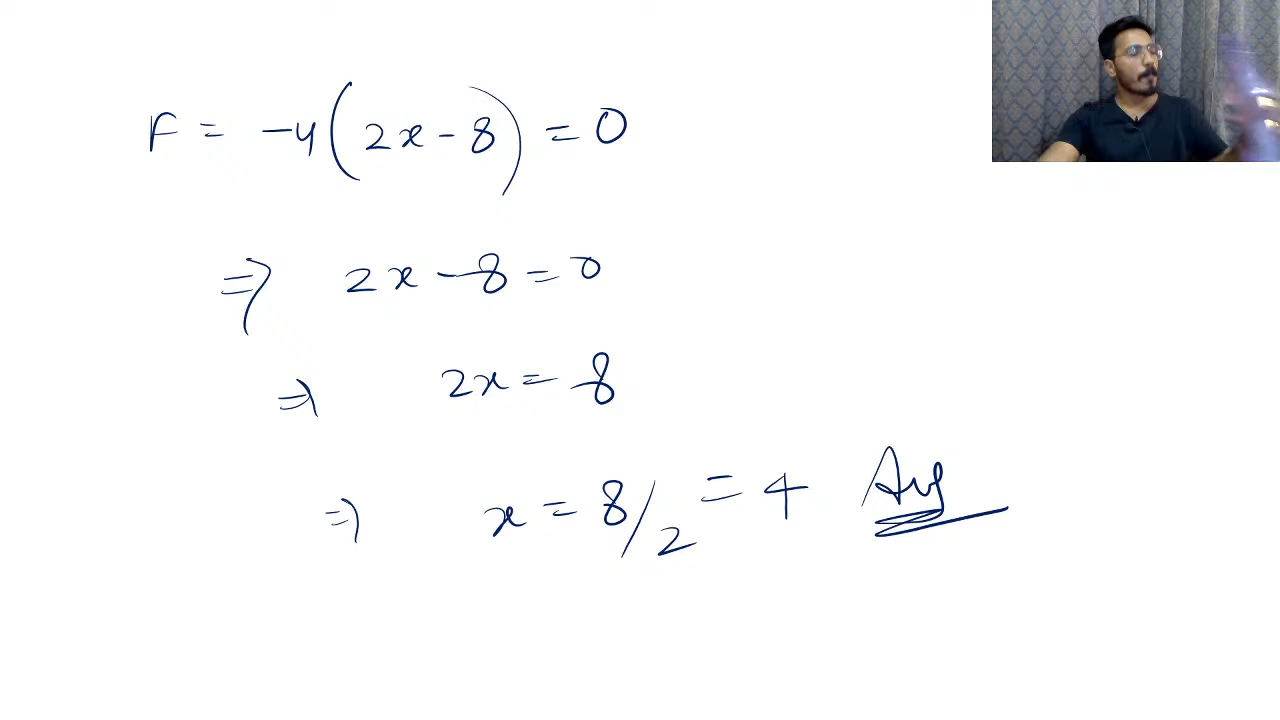 F = -4(2x-8) = 0
⇒ 2x-8=0
⇒ 2x = 8
⇒ x = 8/2 = 4 Ans